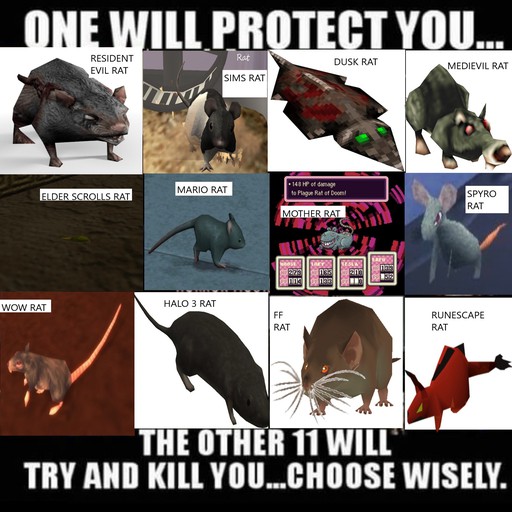 ONE WILL PROTECT YOU...
RESIDENT
EVIL RAT
Rat
SIMS RAT
DUSK RAT
MEDIEVIL RAT
ELDER SCROLLS RAT
MARIO RAT
• 148 HP of damage
to Plague Rat of Doom!
MOTHER RAT
SPYRO
RAT
WOW RAT
HALO 3 RAT
FF
RAT
RUNESCAPE
RAT
THE OTHER 11 WILL
TRY AND KILL YOU...CHOOSE WISELY.